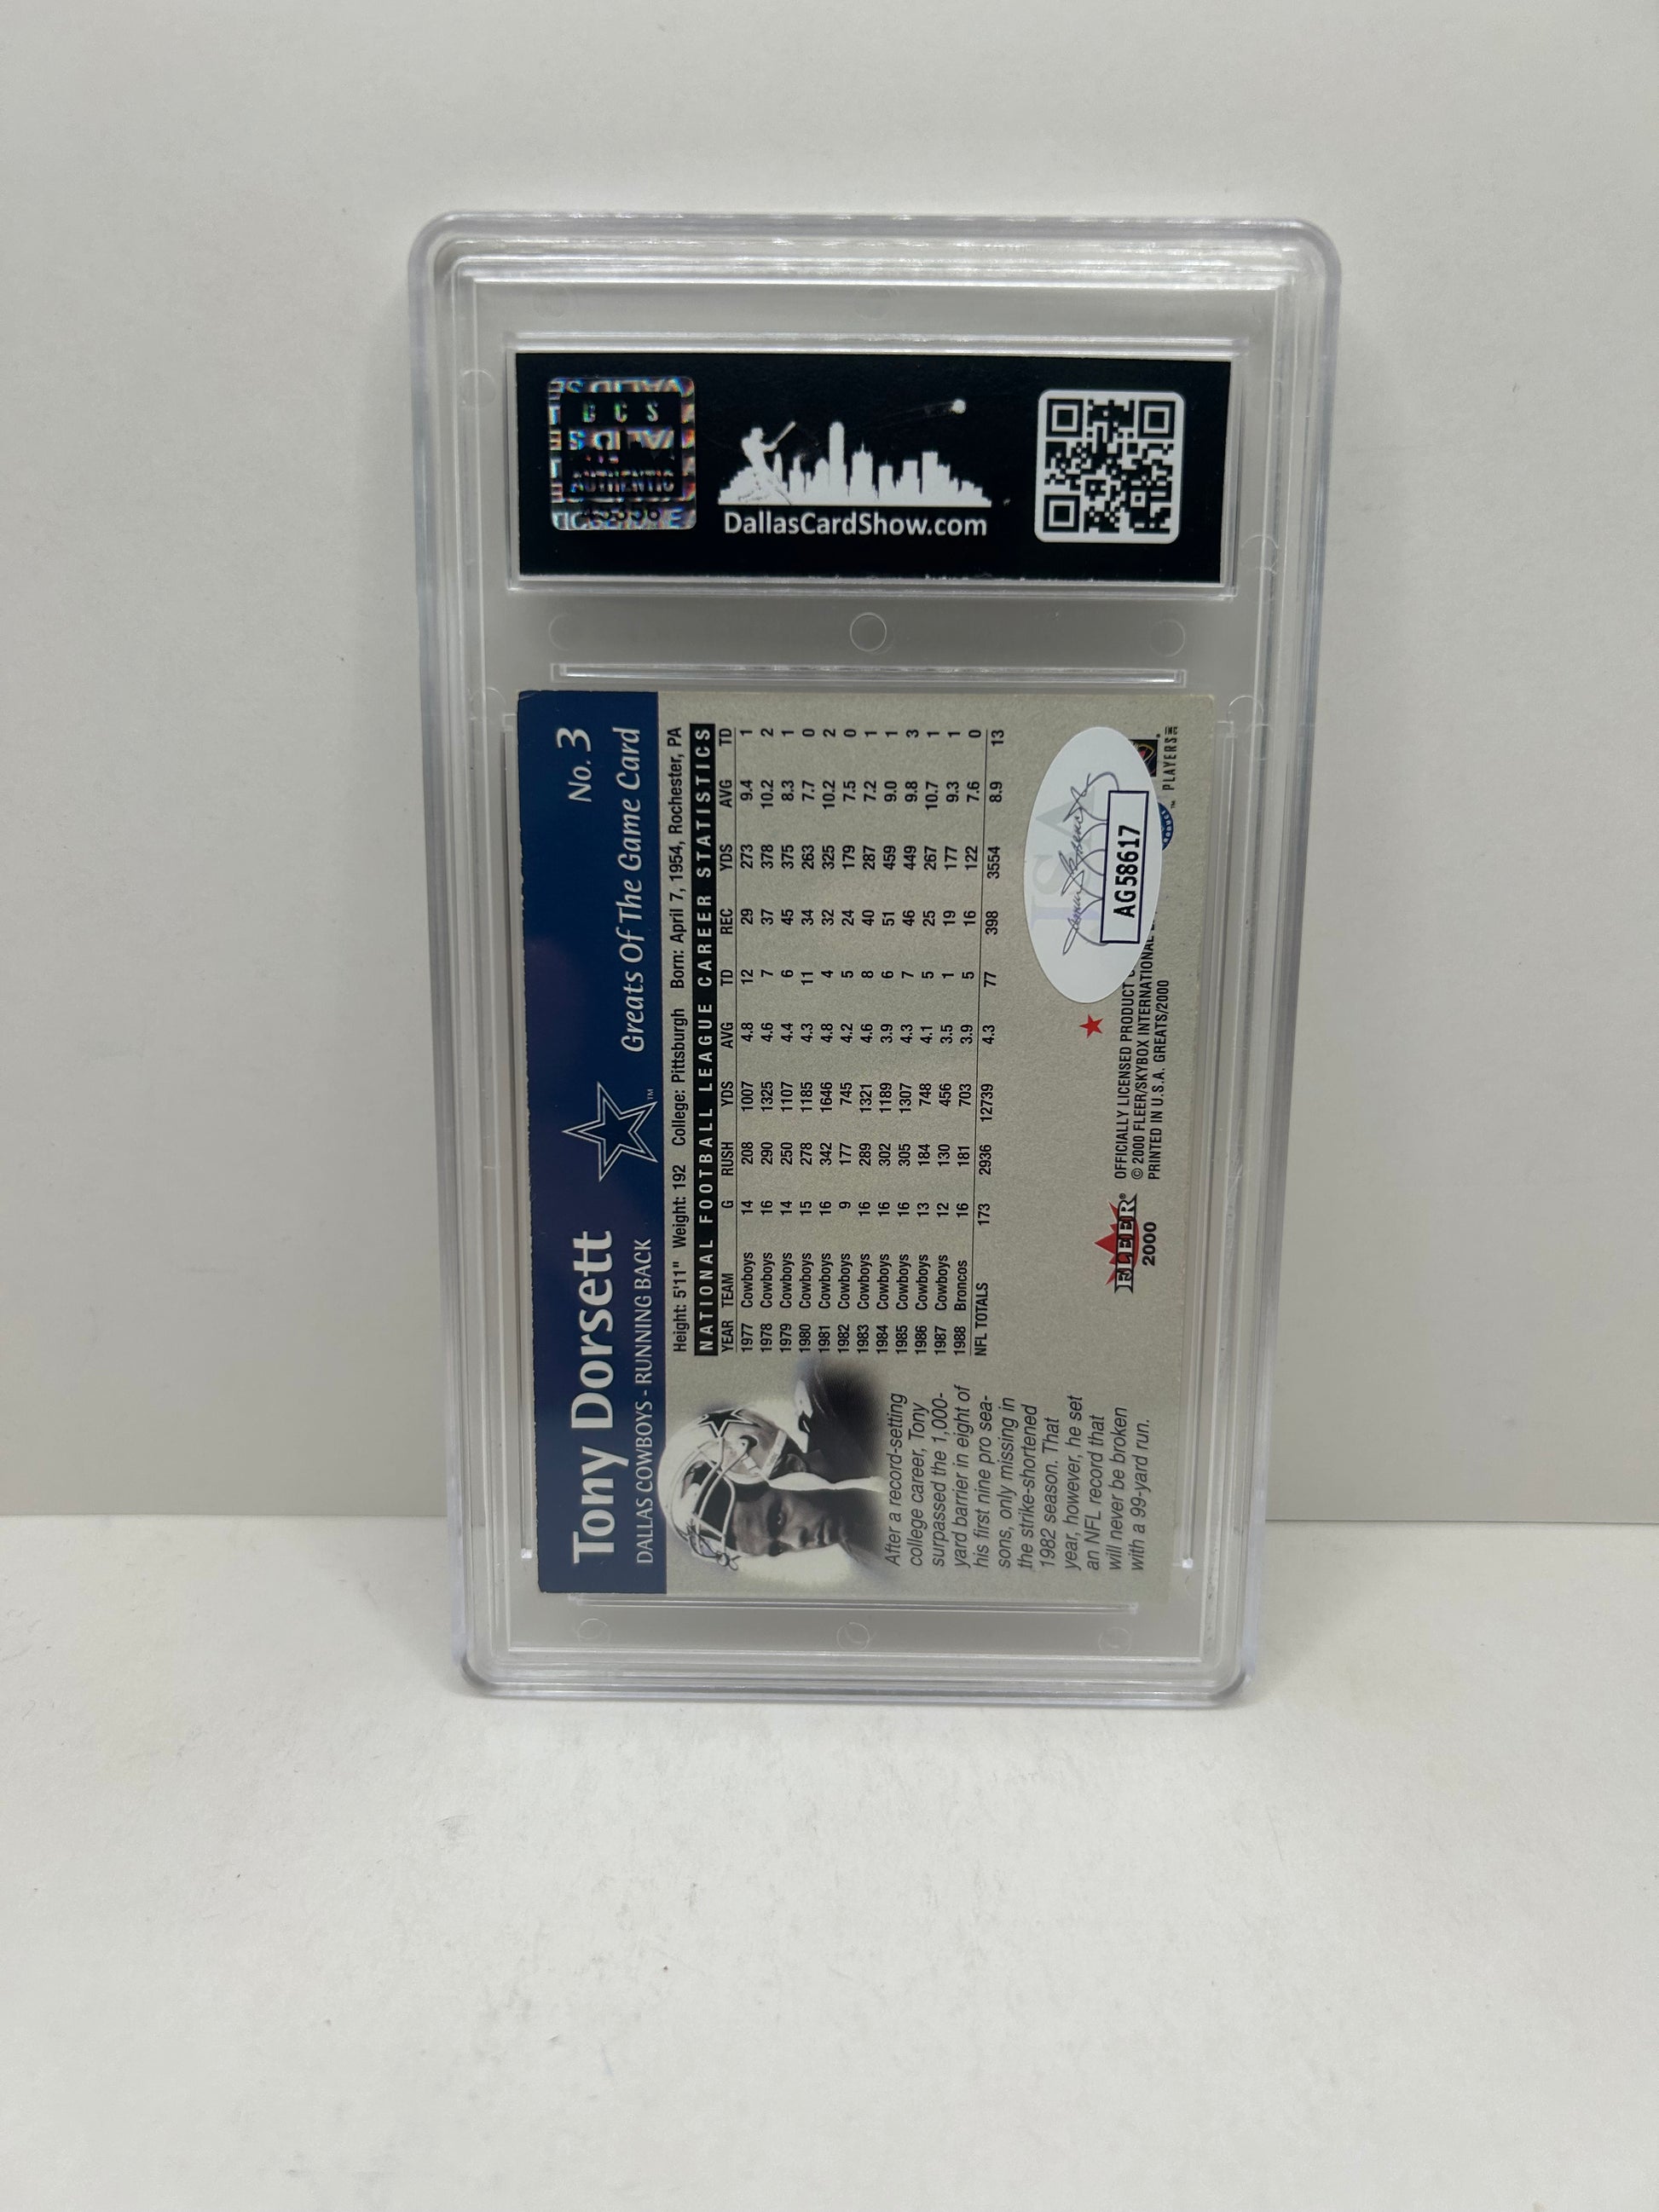 DCS
AUTHENTIC
45356
DallasCardShow.com
Tony Dorsett
No. 3
DALLAS COWBOYS - RUNNING BACK
Greats Of The Game Card
Height: 5'11" Weight: 192 College: Pittsburgh Born: April 7, 1954, Rochester, PA
NATIONAL FOOTBALL LEAGUE CAREER STATISTICS
YEAR TEAM G RUSH YDS AVG TD REC YDS AVG TD
1977 Cowboys 14 208 1007 4.8 12 29 273 9.4 1
1978 Cowboys 16 290 1325 4.6 7 37 378 10.2 2
1979 Cowboys 14 250 1107 4.4 6 45 375 8.3 1
1980 Cowboys 15 278 1185 4.3 11 34 263 7.7 0
1981 Cowboys 16 342 1646 4.8 4 32 325 10.2 2
1982 Cowboys 9 177 745 4.2 5 24 179 7.5 0
1983 Cowboys 16 289 1321 4.6 8 40 287 7.2 1
1984 Cowboys 16 302 1189 3.9 6 51 459 9.0 1
1985 Cowboys 16 305 1307 4.3 7 46 449 9.8 3
1986 Cowboys 13 184 748 4.1 5 25 267 10.7 1
1987 Cowboys 12 130 456 3.5 1 19 177 9.3 1
1988 Broncos 16 181 703 3.9 5 16 122 7.6 0
NFL TOTALS 173 2936 12739 4.3 77 398 3554 8.9 13
After a record-setting
college career, Tony
surpassed the 1,000-
yard barrier in eight of
his first nine pro sea-
sons, only missing in
the strike-shortened
1982 season. That
year, however, he set
an NFL record that
will never be broken
with a 99-yard run.
FLEER®
2000
OFFICIALLY LICENSED PRODUCT
© 2000 FLEER/SKYBOX INTERNATIONAL
PRINTED IN U.S.A. GREATS/2000
JSA
AG58617
PLAYERS INC